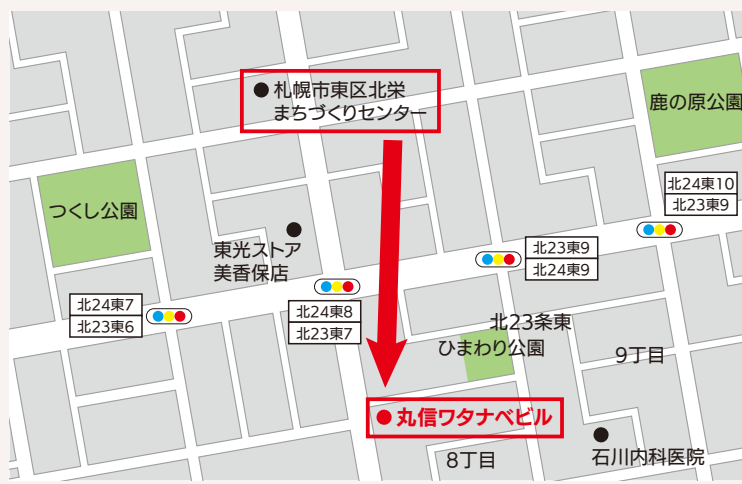 札幌市東区北栄
まちづくりセンター
鹿の原公園
北24東10
北23東9
つくし公園
東光ストア
美香保店
北23東9
北24東9
北24東7
北23東6
北24東8
北23東7
北23条東
ひまわり公園
9丁目
丸信ワタナベビル
8丁目
石川内科医院